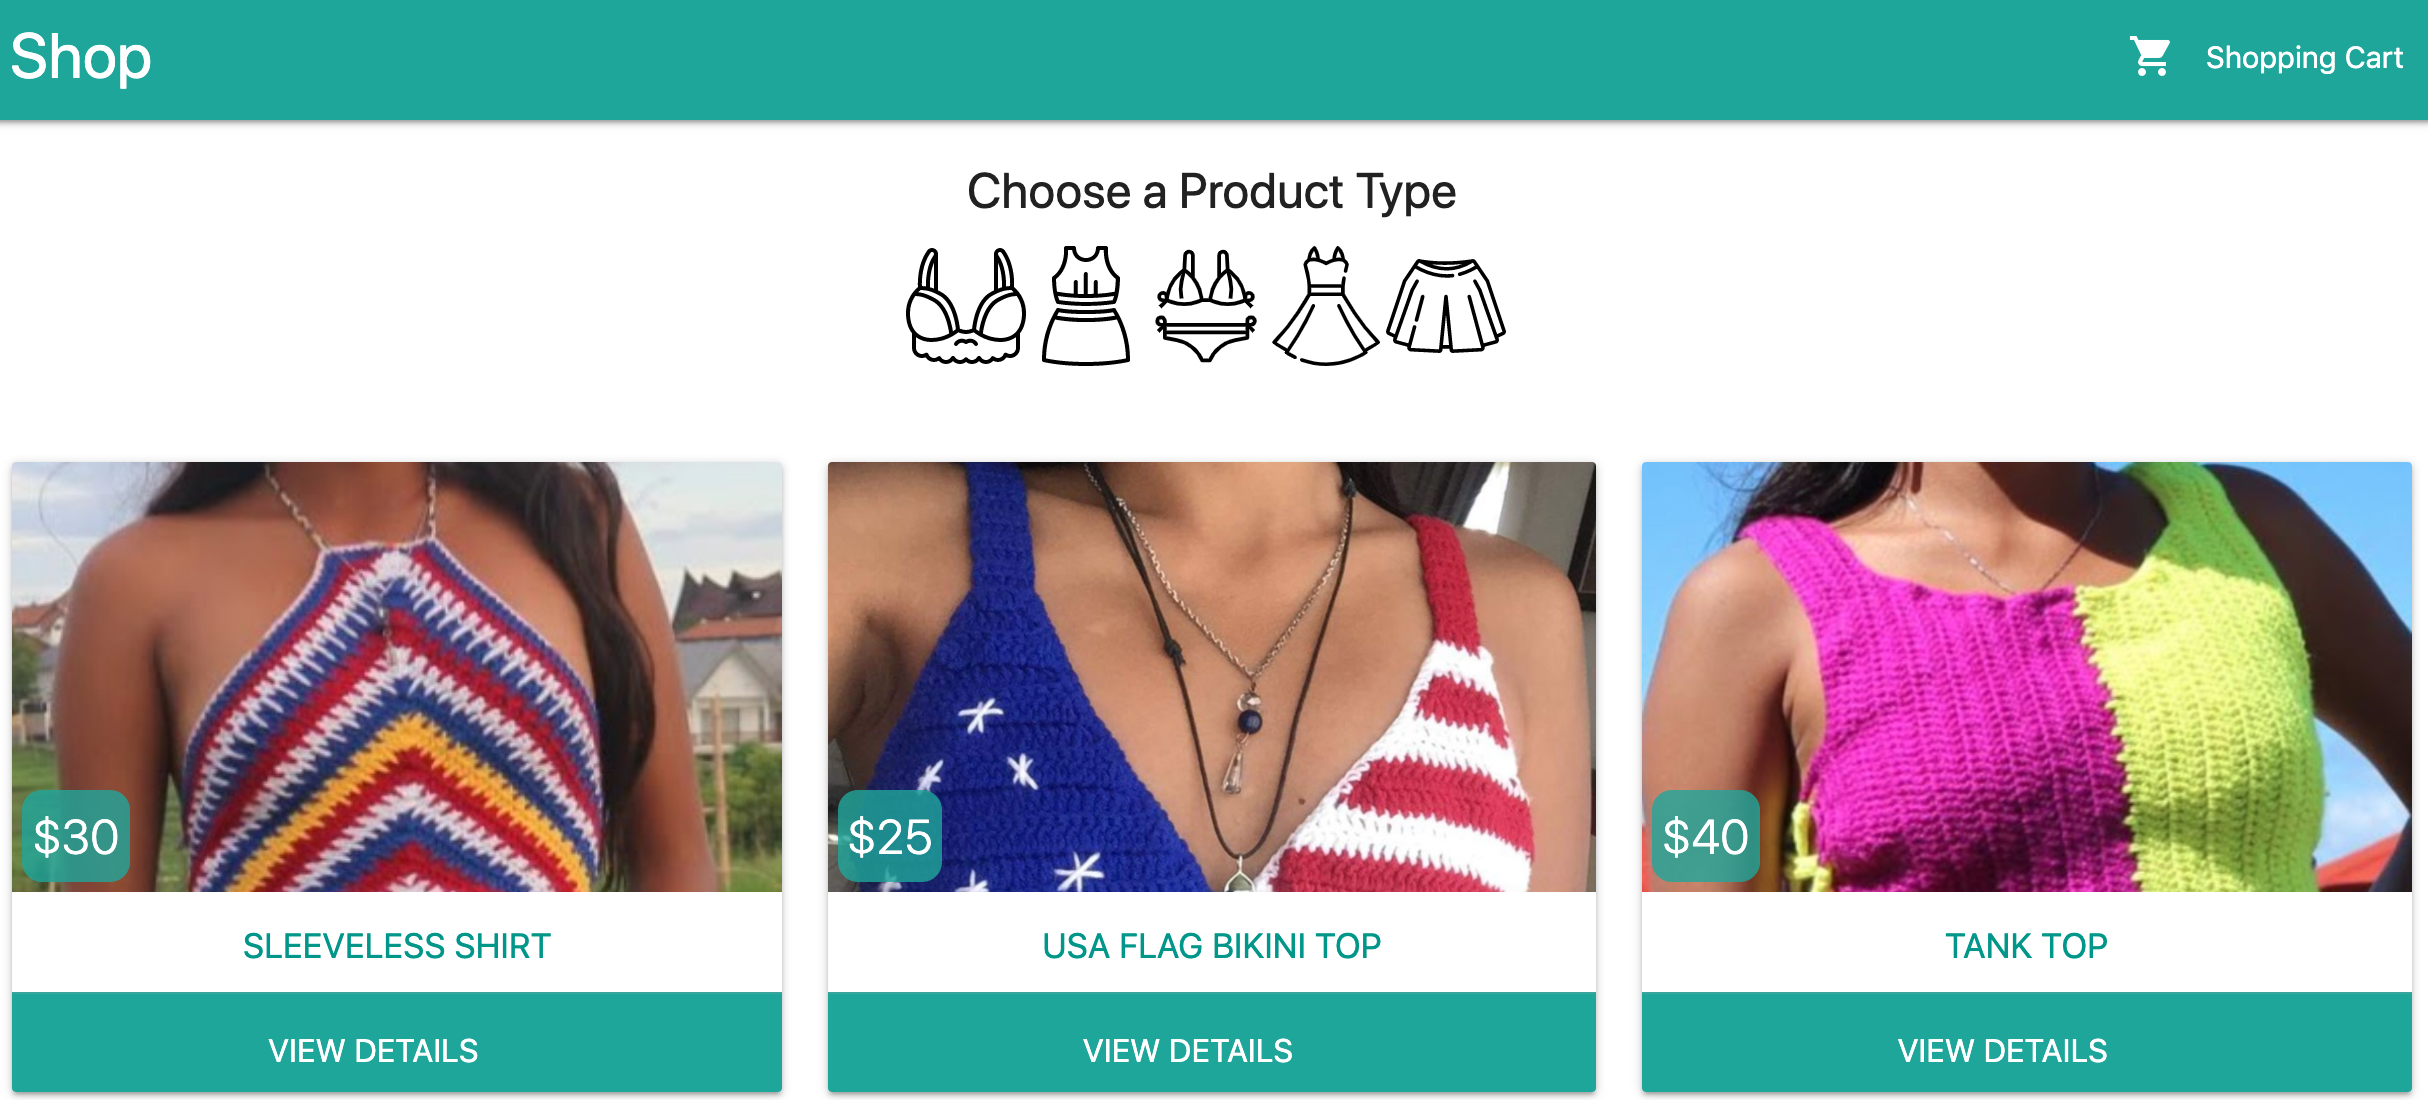 Shop
Shopping Cart
Choose a Product Type
$30
$25
$40
SLEEVELESS SHIRT
USA FLAG BIKINI TOP
TANK TOP
VIEW DETAILS
VIEW DETAILS
VIEW DETAILS